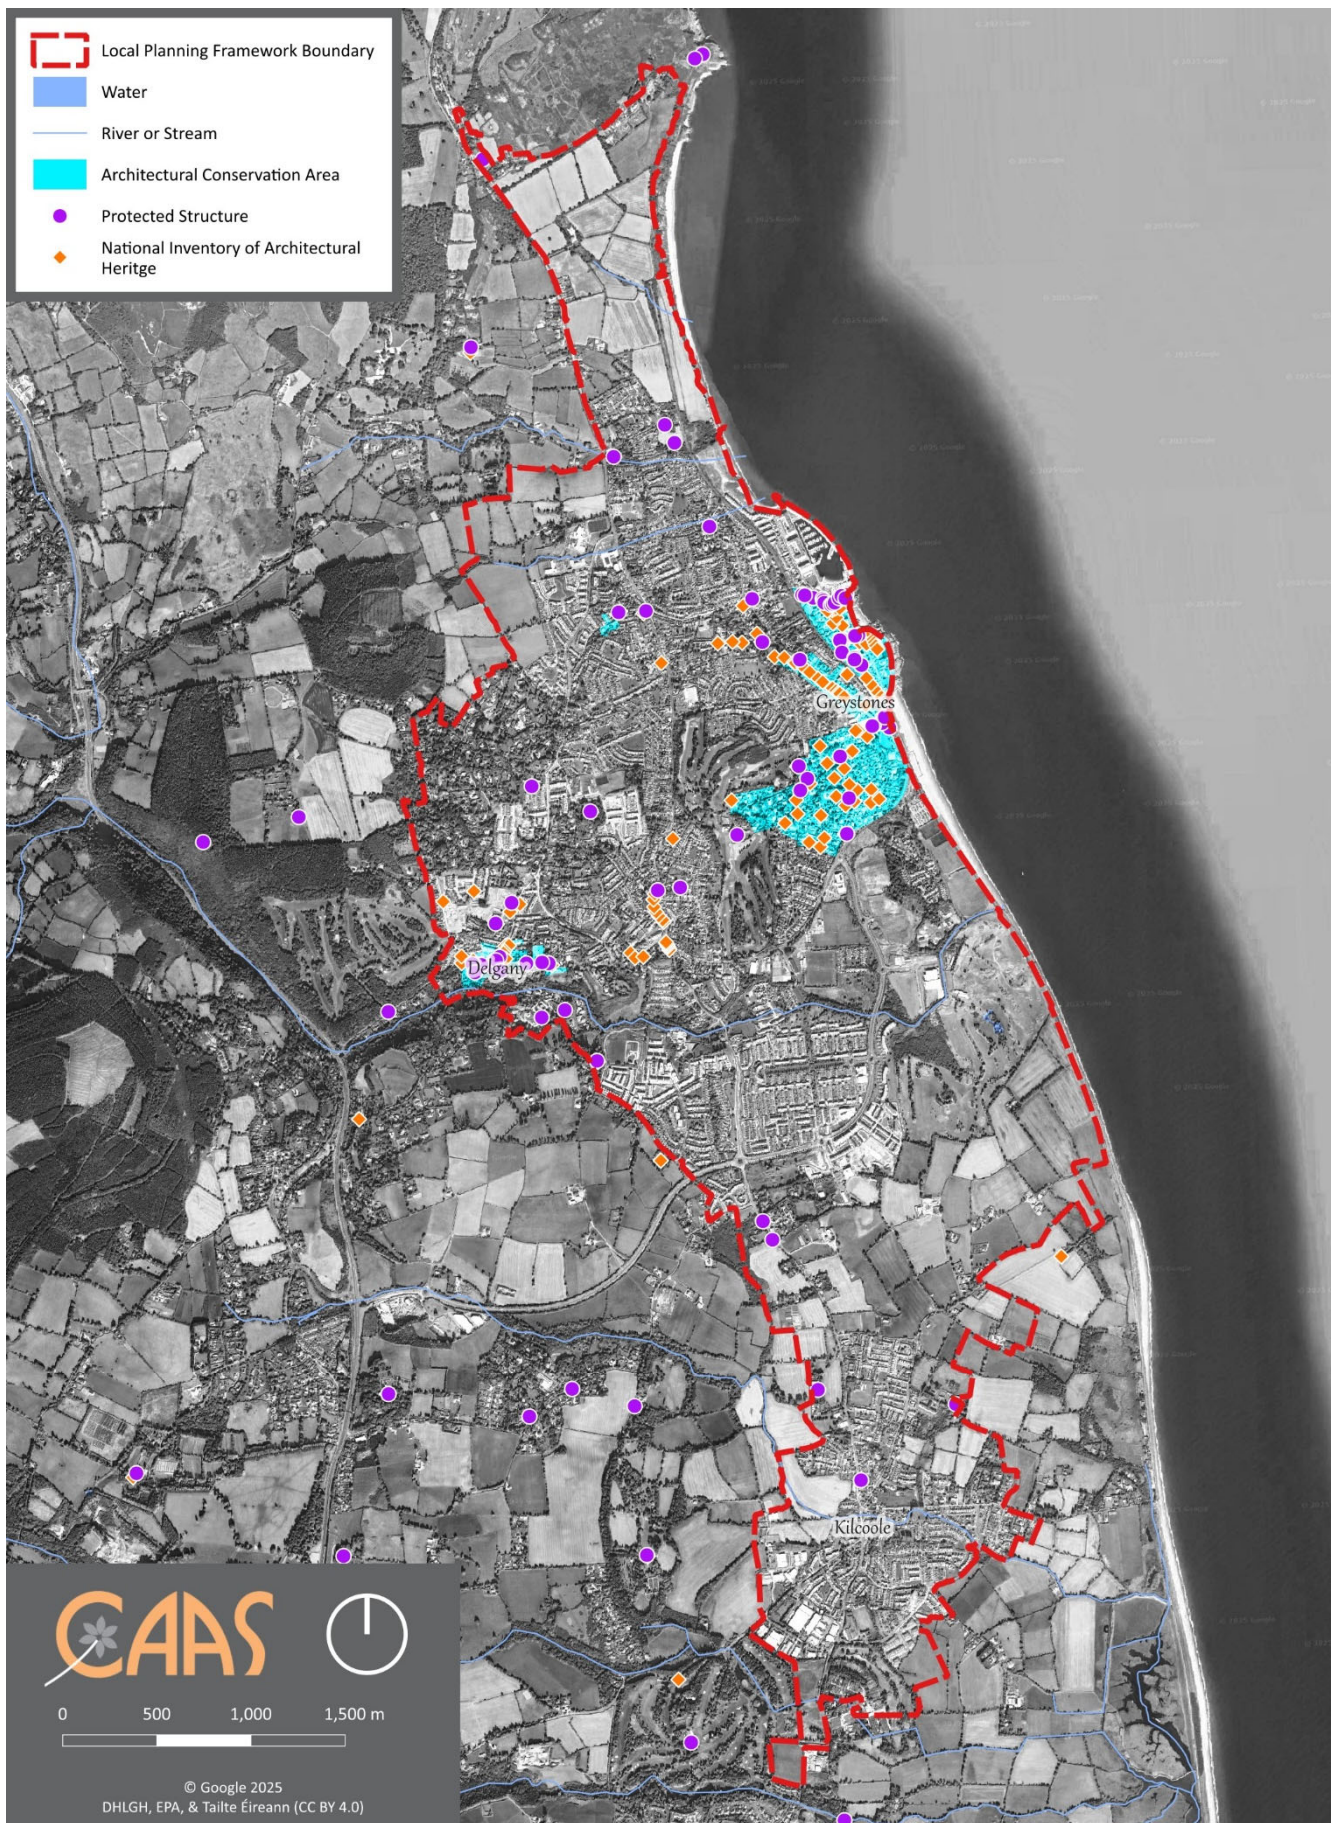 Local Planning Framework Boundary
Water
River or Stream
Architectural Conservation Area
Protected Structure
National Inventory of Architectural
Heritge
Greystones
Delgany
Kilcoole
CAAS
0 500 1,000 1,500 m
© Google 2025
DHLGH, EPA, & Tailte Éireann (CC BY 4.0)